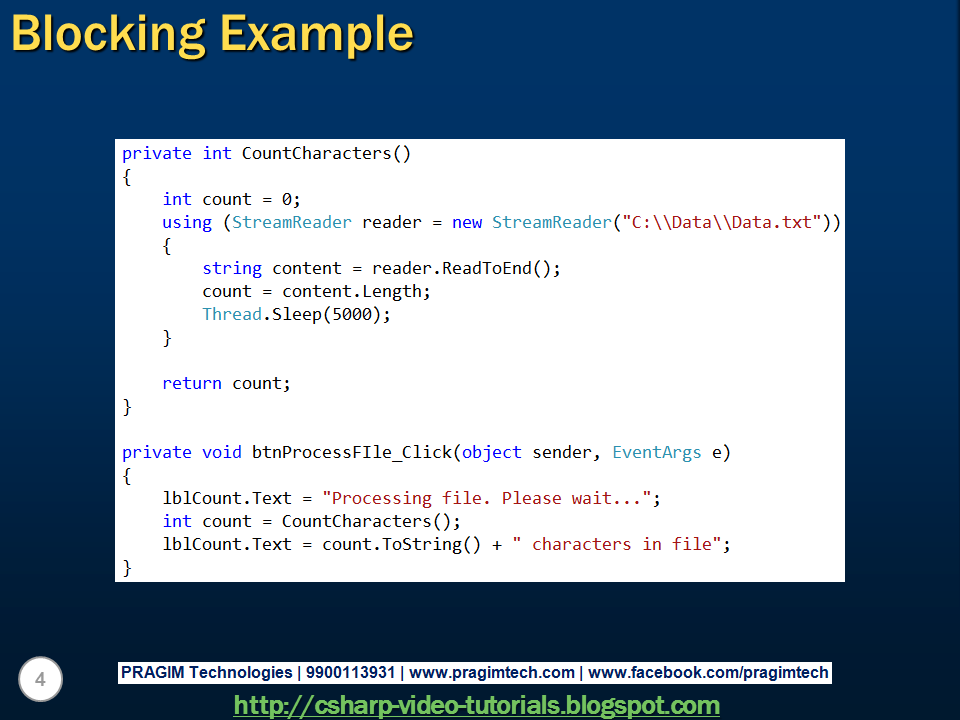 Blocking Example
private int CountCharacters()
{
    int count = 0;
    using (StreamReader reader = new StreamReader("C:\\Data\\Data.txt"))
    {
        string content = reader.ReadToEnd();
        count = content.Length;
        Thread.Sleep(5000);
    }
    return count;
}
private void btnProcessFIle_Click(object sender, EventArgs e)
{
    lblCount.Text = "Processing file. Please wait...";
    int count = CountCharacters();
    lblCount.Text = count.ToString() + " characters in file";
}
4
PRAGIM Technologies | 9900113931 | www.pragimtech.com | www.facebook.com/pragimtech
http://csharp-video-tutorials.blogspot.com